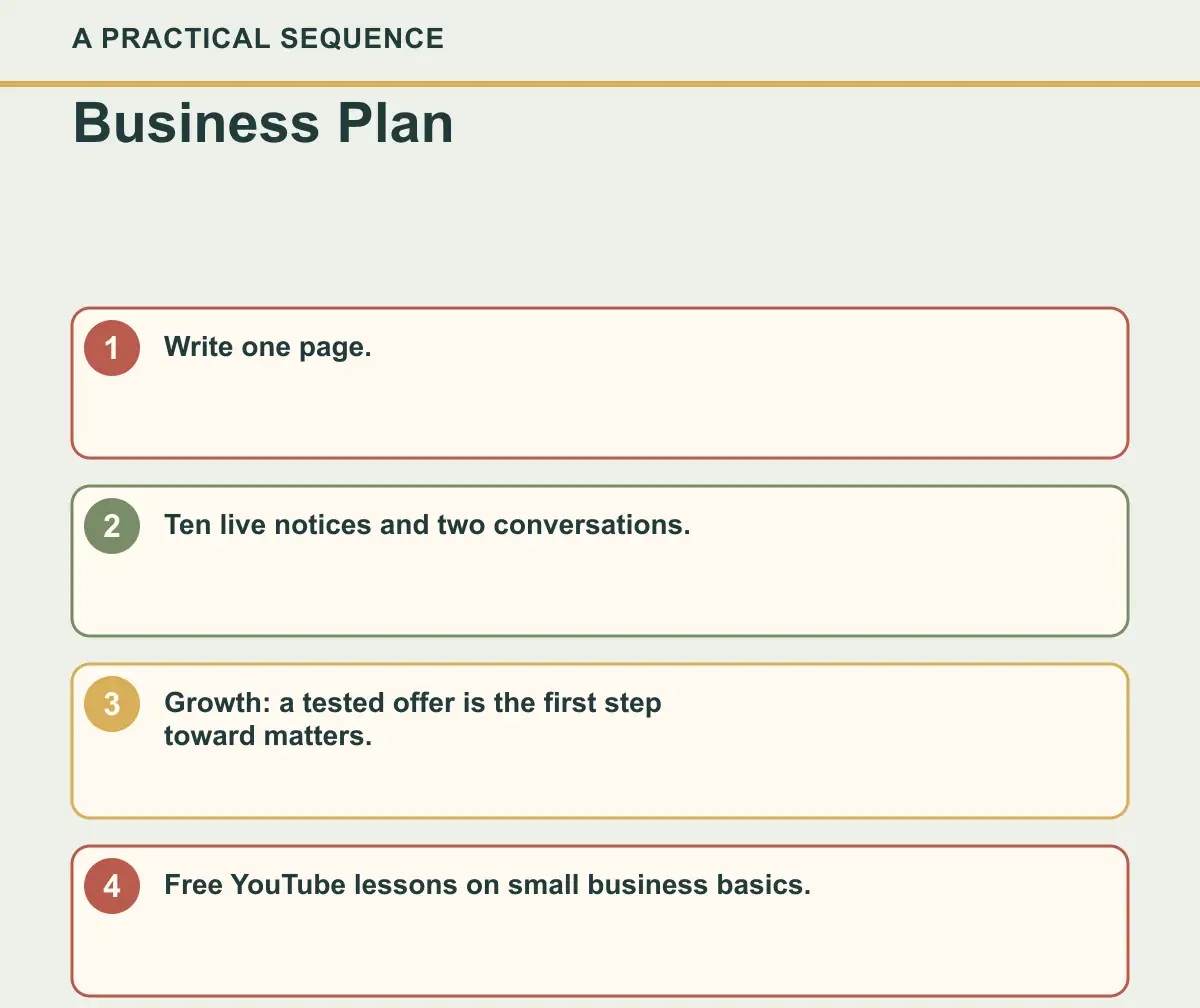 A PRACTICAL SEQUENCE
Business Plan
1 Write one page.
2 Ten live notices and two conversations.
3 Growth: a tested offer is the first step
toward matters.
4 Free YouTube lessons on small business basics.